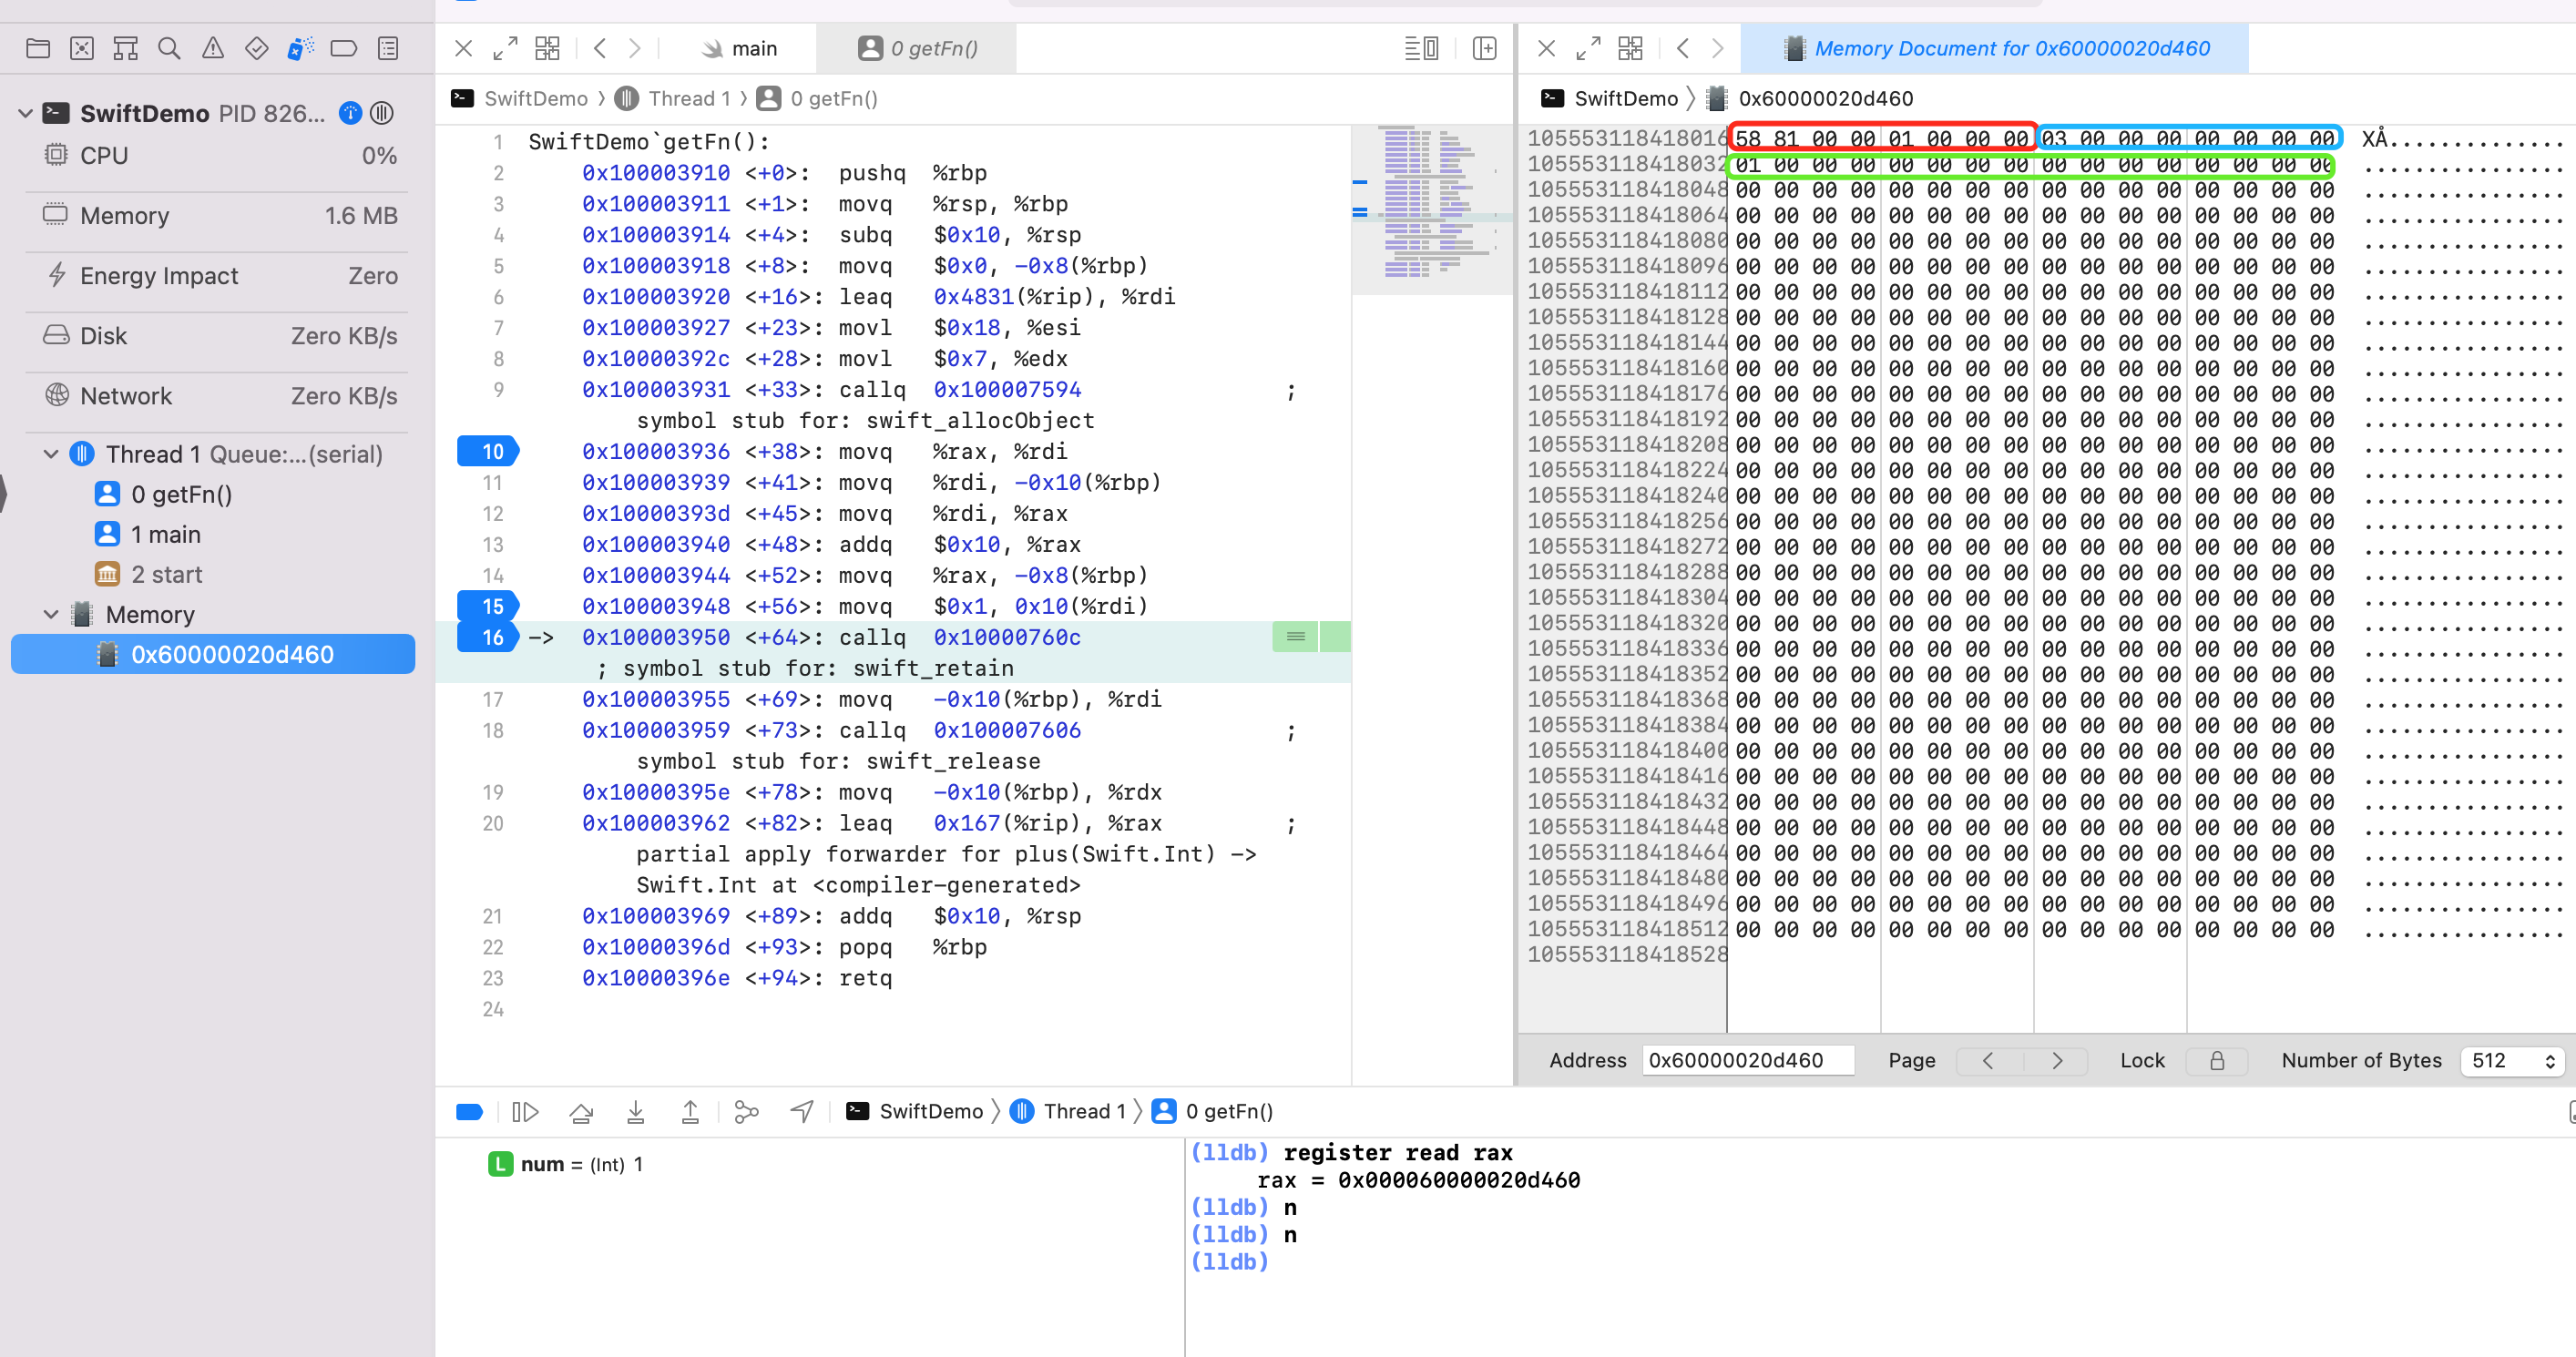 SwiftDemo PID 826...
CPU 0%
Memory 1.6 MB
Energy Impact Zero
Disk Zero KB/s
Network Zero KB/s
Thread 1 Queue:...(serial)
0 getFn()
1 main
2 start
Memory
0x60000020d460
main
0 getFn()
SwiftDemo 〉 Thread 1 〉 0 getFn()
1 SwiftDemo`getFn():
2 0x100003910 <+0>: pushq %rbp
3 0x100003911 <+1>: movq %rsp, %rbp
4 0x100003914 <+4>: subq $0x10, %rsp
5 0x100003918 <+8>: movq $0x0, -0x8(%rbp)
6 0x100003920 <+16>: leaq 0x4831(%rip), %rdi
7 0x100003927 <+23>: movl $0x18, %esi
8 0x10000392c <+28>: movl $0x7, %edx
9 0x100003931 <+33>: callq 0x100007594 ;
symbol stub for: swift_allocObject
10 0x100003936 <+38>: movq %rax, %rdi
11 0x100003939 <+41>: movq %rdi, -0x10(%rbp)
12 0x10000393d <+45>: movq %rdi, %rax
13 0x100003940 <+48>: addq $0x10, %rax
14 0x100003944 <+52>: movq %rax, -0x8(%rbp)
15 0x100003948 <+56>: movq $0x1, 0x10(%rdi)
16 -> 0x100003950 <+64>: callq 0x10000760c
; symbol stub for: swift_retain
17 0x100003955 <+69>: movq -0x10(%rbp), %rdi
18 0x100003959 <+73>: callq 0x100007606 ;
symbol stub for: swift_release
19 0x10000395e <+78>: movq -0x10(%rbp), %rdx
20 0x100003962 <+82>: leaq 0x167(%rip), %rax ;
partial apply forwarder for plus(Swift.Int) ->
Swift.Int at <compiler-generated>
21 0x100003969 <+89>: addq $0x10, %rsp
22 0x10000396d <+93>: popq %rbp
23 0x10000396e <+94>: retq
24
Memory Document for 0x60000020d460
SwiftDemo 〉 0x60000020d460
105553118418016 58 81 00 00 01 00 00 00 03 00 00 00 00 00 00 00 XÅ..............
105553118418032 01 00 00 00 00 00 00 00 00 00 00 00 00 00 00 00 ................
105553118418048 00 00 00 00 00 00 00 00 00 00 00 00 00 00 00 00 ................
105553118418064 00 00 00 00 00 00 00 00 00 00 00 00 00 00 00 00 ................
105553118418080 00 00 00 00 00 00 00 00 00 00 00 00 00 00 00 00 ................
105553118418096 00 00 00 00 00 00 00 00 00 00 00 00 00 00 00 00 ................
105553118418112 00 00 00 00 00 00 00 00 00 00 00 00 00 00 00 00 ................
105553118418128 00 00 00 00 00 00 00 00 00 00 00 00 00 00 00 00 ................
105553118418144 00 00 00 00 00 00 00 00 00 00 00 00 00 00 00 00 ................
105553118418160 00 00 00 00 00 00 00 00 00 00 00 00 00 00 00 00 ................
105553118418176 00 00 00 00 00 00 00 00 00 00 00 00 00 00 00 00 ................
105553118418192 00 00 00 00 00 00 00 00 00 00 00 00 00 00 00 00 ................
105553118418208 00 00 00 00 00 00 00 00 00 00 00 00 00 00 00 00 ................
105553118418224 00 00 00 00 00 00 00 00 00 00 00 00 00 00 00 00 ................
105553118418240 00 00 00 00 00 00 00 00 00 00 00 00 00 00 00 00 ................
105553118418256 00 00 00 00 00 00 00 00 00 00 00 00 00 00 00 00 ................
105553118418272 00 00 00 00 00 00 00 00 00 00 00 00 00 00 00 00 ................
105553118418288 00 00 00 00 00 00 00 00 00 00 00 00 00 00 00 00 ................
105553118418304 00 00 00 00 00 00 00 00 00 00 00 00 00 00 00 00 ................
105553118418320 00 00 00 00 00 00 00 00 00 00 00 00 00 00 00 00 ................
105553118418336 00 00 00 00 00 00 00 00 00 00 00 00 00 00 00 00 ................
105553118418352 00 00 00 00 00 00 00 00 00 00 00 00 00 00 00 00 ................
105553118418368 00 00 00 00 00 00 00 00 00 00 00 00 00 00 00 00 ................
105553118418384 00 00 00 00 00 00 00 00 00 00 00 00 00 00 00 00 ................
105553118418400 00 00 00 00 00 00 00 00 00 00 00 00 00 00 00 00 ................
105553118418416 00 00 00 00 00 00 00 00 00 00 00 00 00 00 00 00 ................
105553118418432 00 00 00 00 00 00 00 00 00 00 00 00 00 00 00 00 ................
105553118418448 00 00 00 00 00 00 00 00 00 00 00 00 00 00 00 00 ................
105553118418464 00 00 00 00 00 00 00 00 00 00 00 00 00 00 00 00 ................
105553118418480 00 00 00 00 00 00 00 00 00 00 00 00 00 00 00 00 ................
105553118418496 00 00 00 00 00 00 00 00 00 00 00 00 00 00 00 00 ................
105553118418512 00 00 00 00 00 00 00 00 00 00 00 00 00 00 00 00 ................
105553118418528
Address 0x60000020d460 Page Lock Number of Bytes 512
SwiftDemo 〉 Thread 1 〉 0 getFn()
L num = (Int) 1
(lldb) register read rax
rax = 0x000060000020d460
(lldb) n
(lldb) n
(lldb)